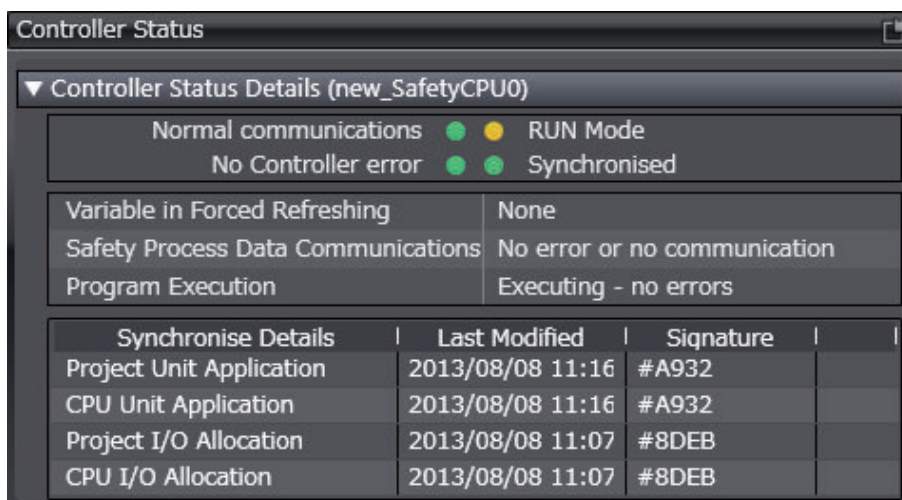 Controller Status
Controller Status Details (new_SafetyCPU0)
Normal communications RUN Mode
No Controller error Synchronised
Variable in Forced Refreshing None
Safety Process Data Communications No error or no communication
Program Execution Executing - no errors
Synchronise Details Last Modified Signature
Project Unit Application 2013/08/08 11:16 #A932
CPU Unit Application 2013/08/08 11:16 #A932
Project I/O Allocation 2013/08/08 11:07 #8DEB
CPU I/O Allocation 2013/08/08 11:07 #8DEB